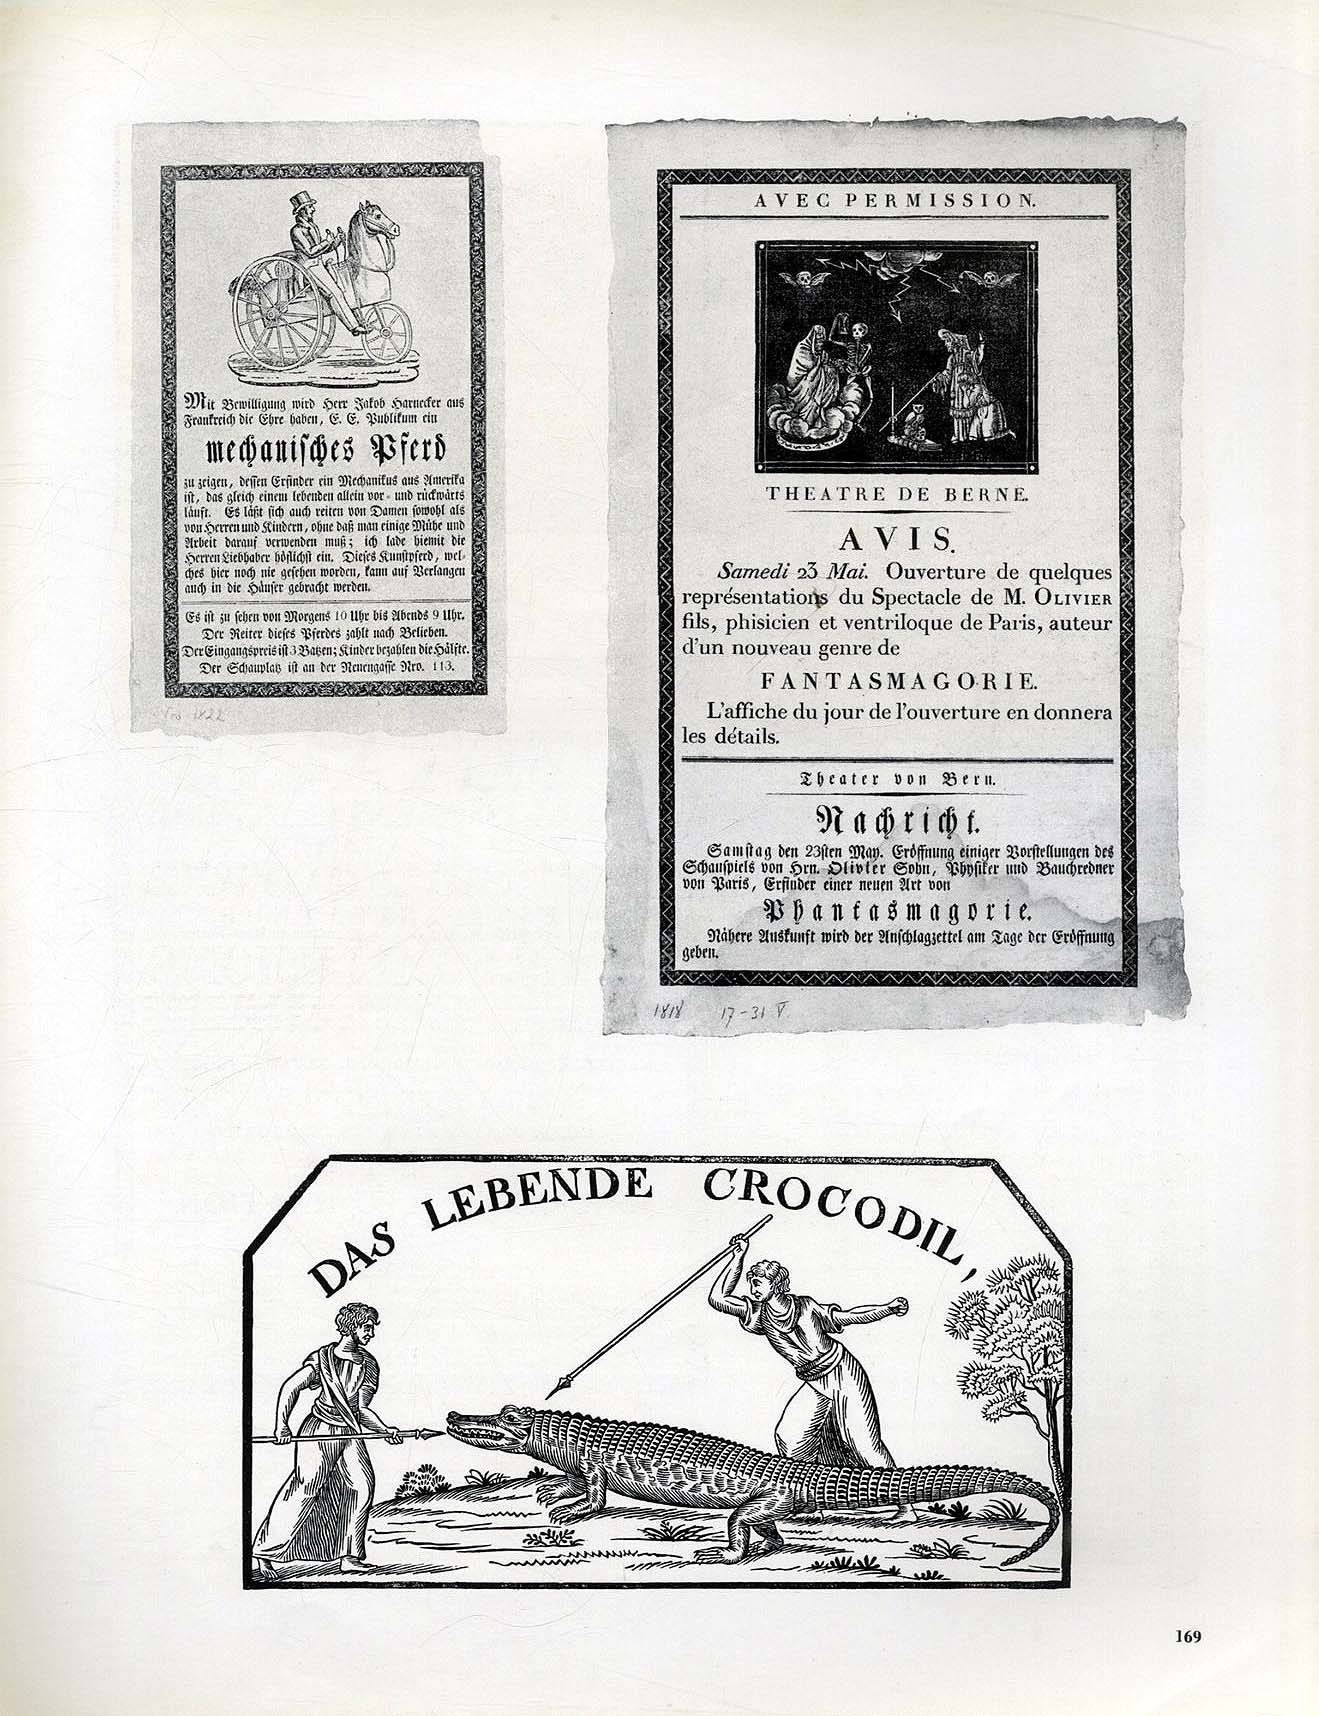 Mit Bewilligung wird Herr Jakob Harnecker aus
Frankreich die Ehre haben, E. E. Publikum ein
mechanisches Pferd
zu zeigen, dessen Erfinder ein Mechanikus aus Amerika
ist, das gleich einem lebenden allein vor- und rückwärts
läuft. Es läßt sich auch reiten von Damen sowohl als
von Herren und Kindern, ohne daß man einige Mühe und
Arbeit darauf verwenden muß; ich lade hiemit die
Herren Liebhaber höflichst ein. Dieses Kunstpferd, wel-
ches hier noch nie gesehen worden, kann auf Verlangen
auch in die Häuser gebracht werden.
Es ist zu sehen von Morgens 10 Uhr bis Abends 9 Uhr.
Der Reiter dieses Pferdes zahlt nach Belieben.
Der Eingangspreis ist 3 Batzen; Kinder bezahlen die Hälfte.
Der Schauplatz ist an der Neuengasse Nro. 113.
1822
AVEC PERMISSION.
THEATRE DE BERNE.
AVIS.
Samedi 23 Mai. Ouverture de quelques
représentations du Spectacle de M. OLIVIER
fils, phisicien et ventriloque de Paris, auteur
d'un nouveau genre de
FANTASMAGORIE.
L'affiche du jour de l'ouverture en donnera
les détails.
Theater von Bern.
Nachricht.
Samstag den 23sten May. Eröffnung einiger Vorstellungen des
Schauspiels von Hrn. Olivier Sohn, Physiker und Bauchredner
von Paris, Erfinder einer neuen Art von
Phantasmagorie.
Nähere Auskunft wird der Anschlagzettel am Tage der Eröffnung
geben.
1818 17-31 V.
DAS LEBENDE CROCODIL,
169